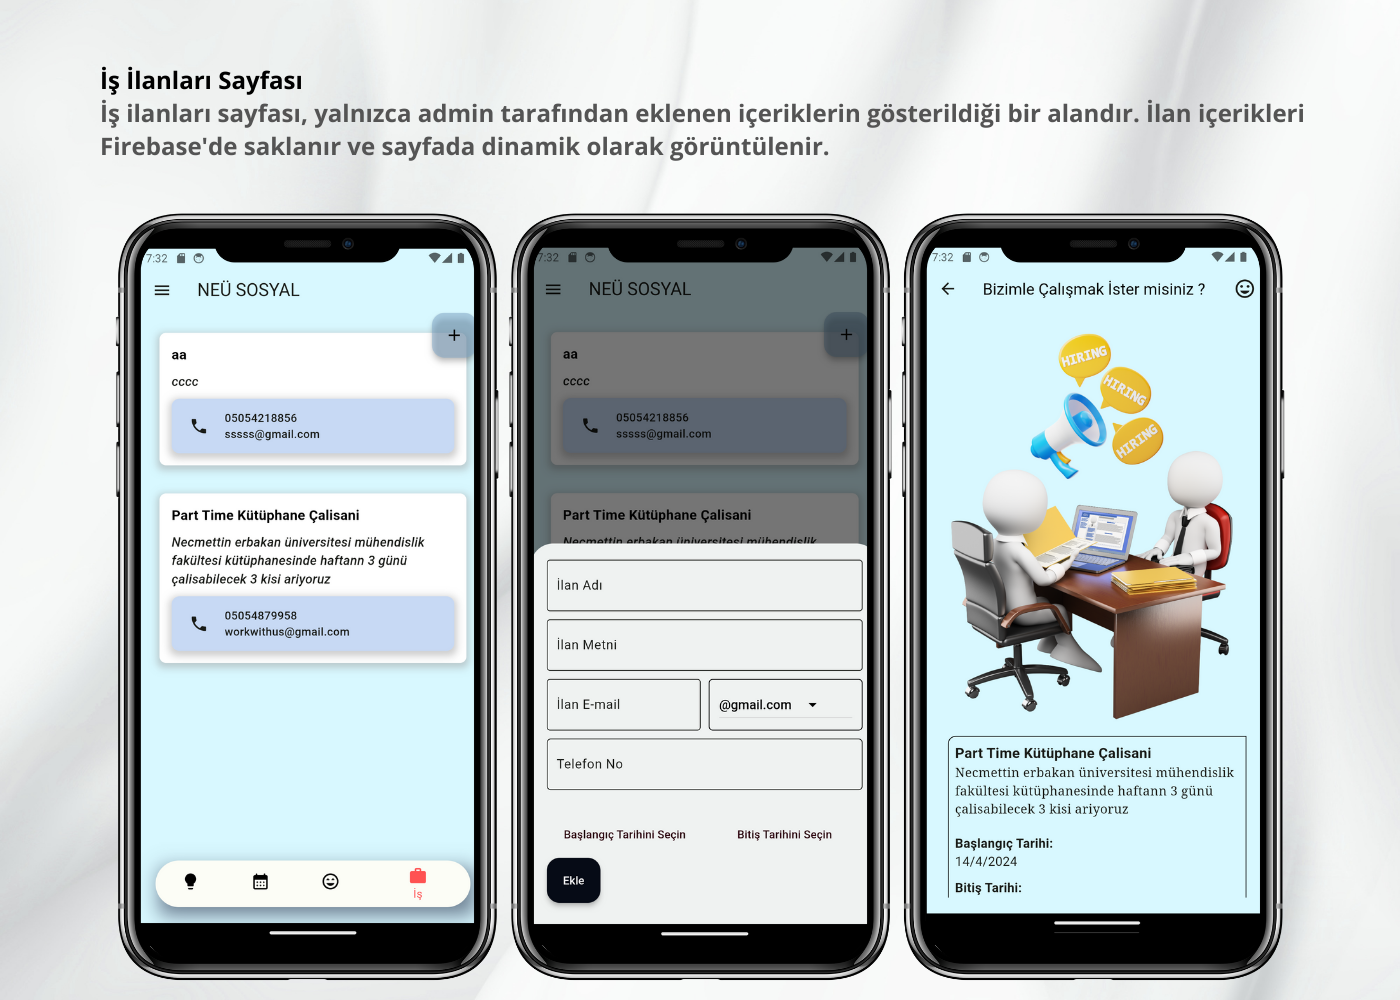 İş İlanları Sayfası
İş ilanları sayfası, yalnızca admin tarafından eklenen içeriklerin gösterildiği bir alandır. İlan içerikleri
Firebase'de saklanır ve sayfada dinamik olarak görüntülenir.
7:32
NEÜ SOSYAL
+
aa
cccc
05054218856
sssss@gmail.com
Part Time Kütüphane Çalisani
Necmettin erbakan üniversitesi mühendislik
fakültesi kütüphanesinde haftann 3 günü
çalisabilecek 3 kisi ariyoruz
05054879958
workwithus@gmail.com
İş
7:32
NEÜ SOSYAL
+
aa
cccc
05054218856
sssss@gmail.com
Part Time Kütüphane Çalisani
Necmettin erbakan üniversitesi mühendislik
İlan Adı
İlan Metni
İlan E-mail
@gmail.com
Telefon No
Başlangıç Tarihini Seçin
Bitiş Tarihini Seçin
Ekle
7:32
Bizimle Çalışmak İster misiniz ?
HIRING
HIRING
HIRING
Part Time Kütüphane Çalisani
Necmettin erbakan üniversitesi mühendislik
fakültesi kütüphanesinde haftann 3 günü
çalisabilecek 3 kisi ariyoruz
Başlangıç Tarihi:
14/4/2024
Bitiş Tarihi: